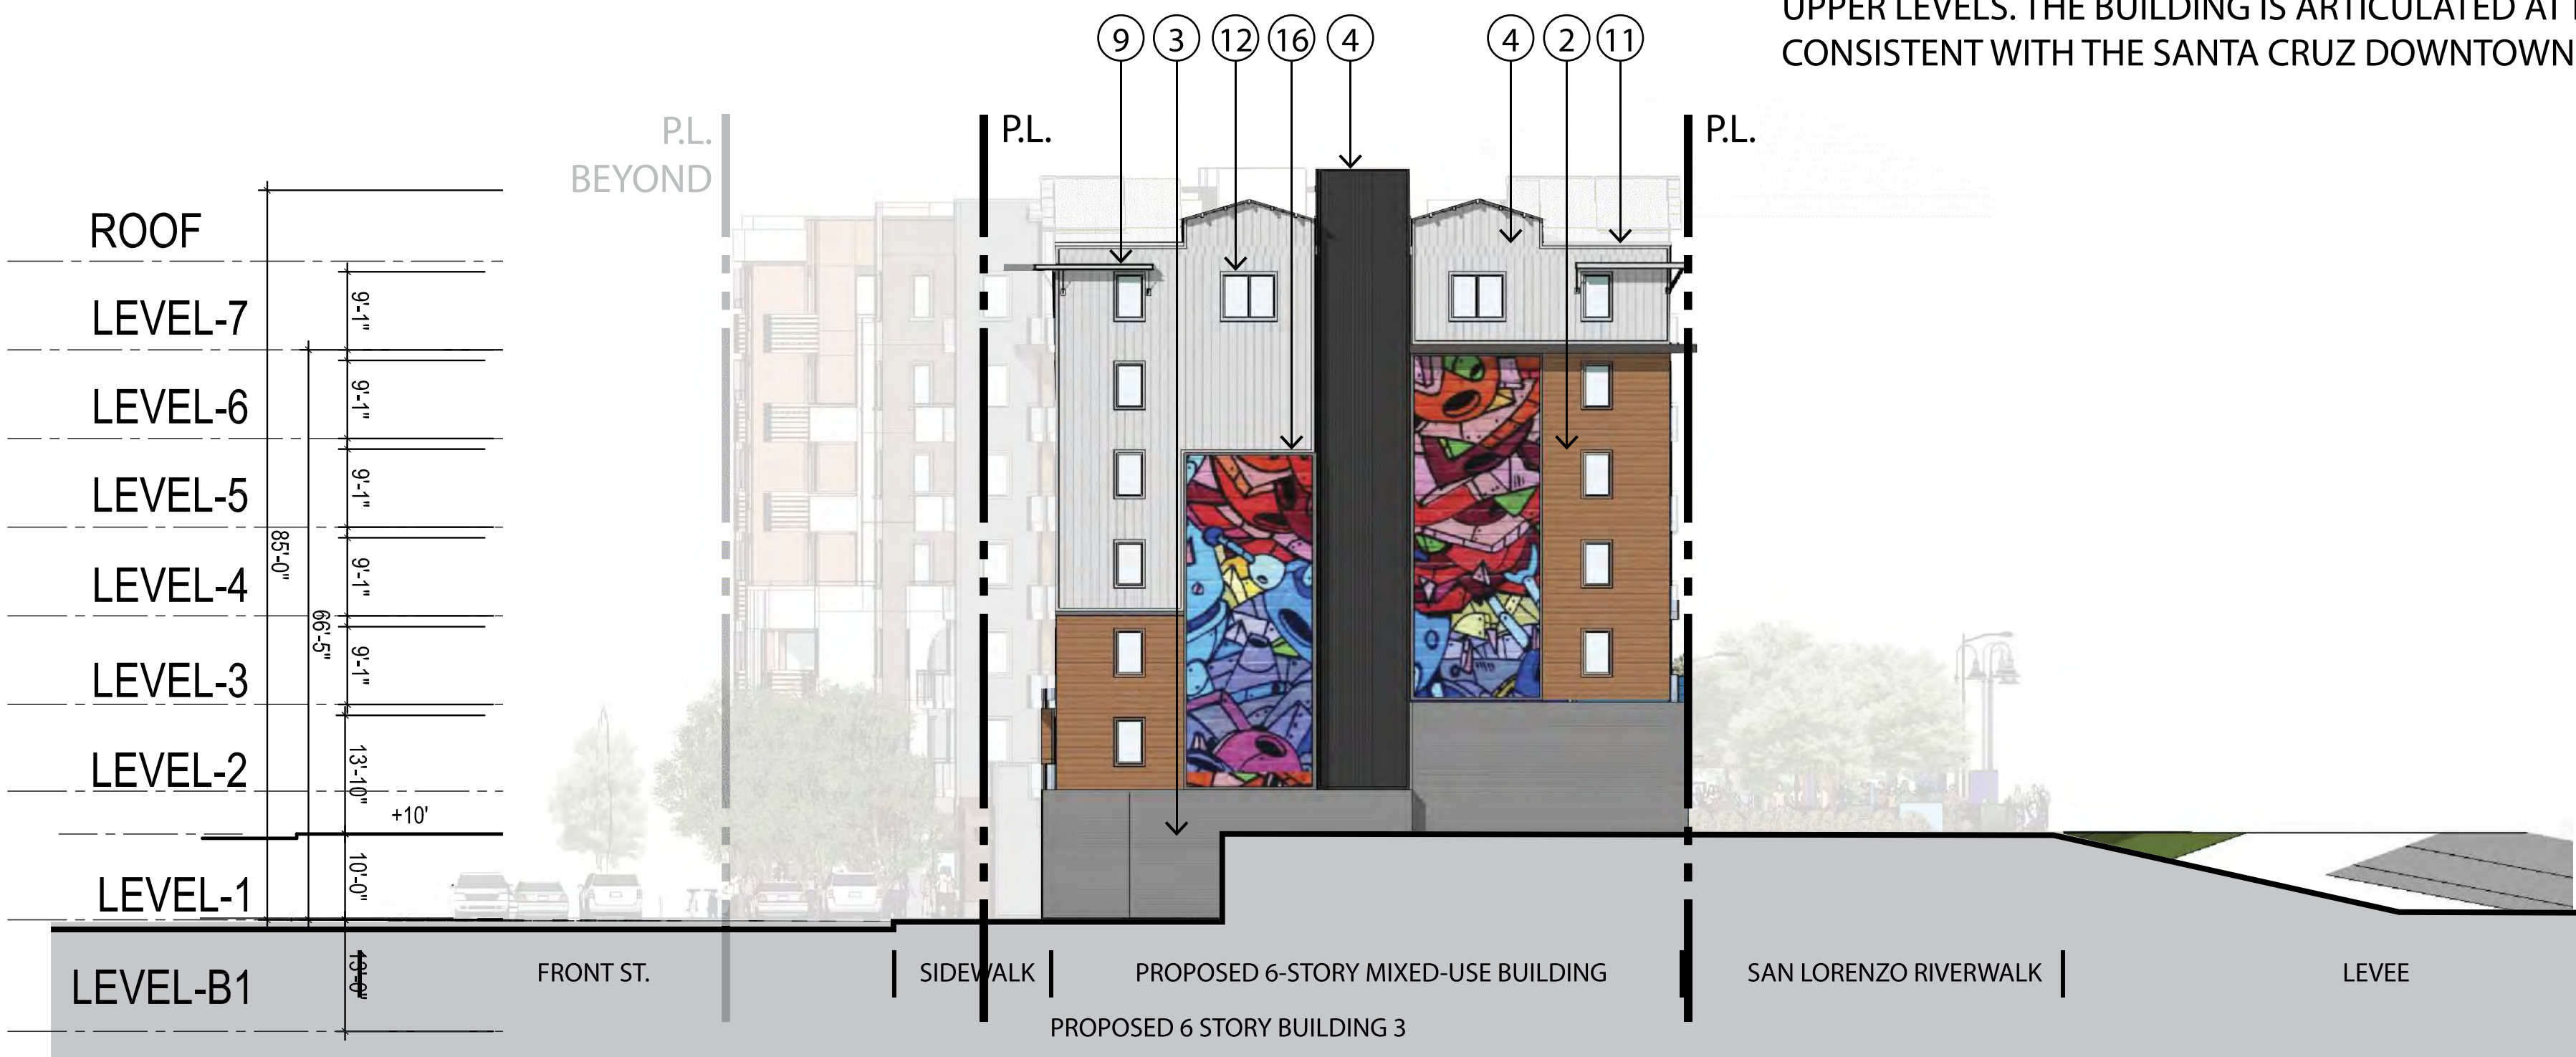 UPPER LEVELS. THE BUILDING IS ARTICULATED AT
CONSISTENT WITH THE SANTA CRUZ DOWNTOWN
9 3 12 16 4 4 2 11
P.L.
BEYOND
P.L.
P.L.
ROOF
LEVEL-7
LEVEL-6
LEVEL-5
LEVEL-4
LEVEL-3
LEVEL-2
LEVEL-1
LEVEL-B1
85'-0"
66'-5"
9'-1"
9'-1"
9'-1"
9'-1"
9'-1"
13'-10"
+10'
10'-0"
FRONT ST.
SIDEWALK
PROPOSED 6-STORY MIXED-USE BUILDING
SAN LORENZO RIVERWALK
LEVEE
PROPOSED 6 STORY BUILDING 3